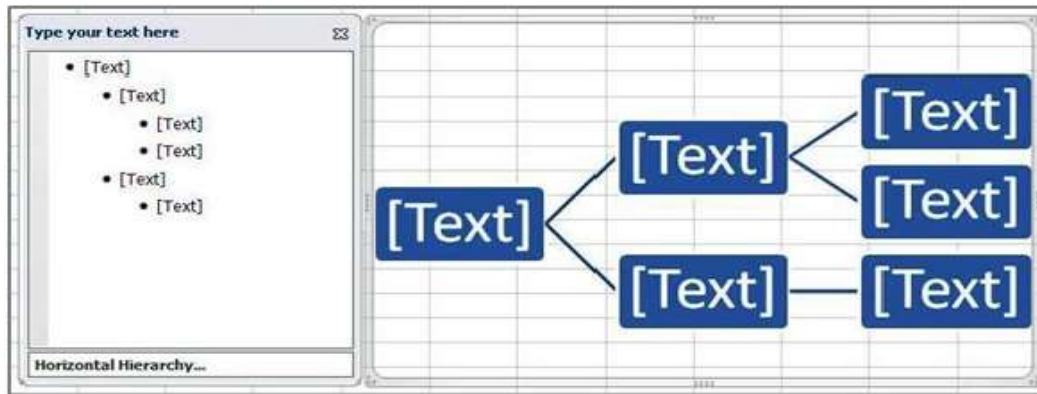 Type your text here
• [Text]
• [Text]
• [Text]
• [Text]
• [Text]
• [Text]
Horizontal Hierarchy...
[Text]
[Text]
[Text]
[Text]
[Text]
[Text]